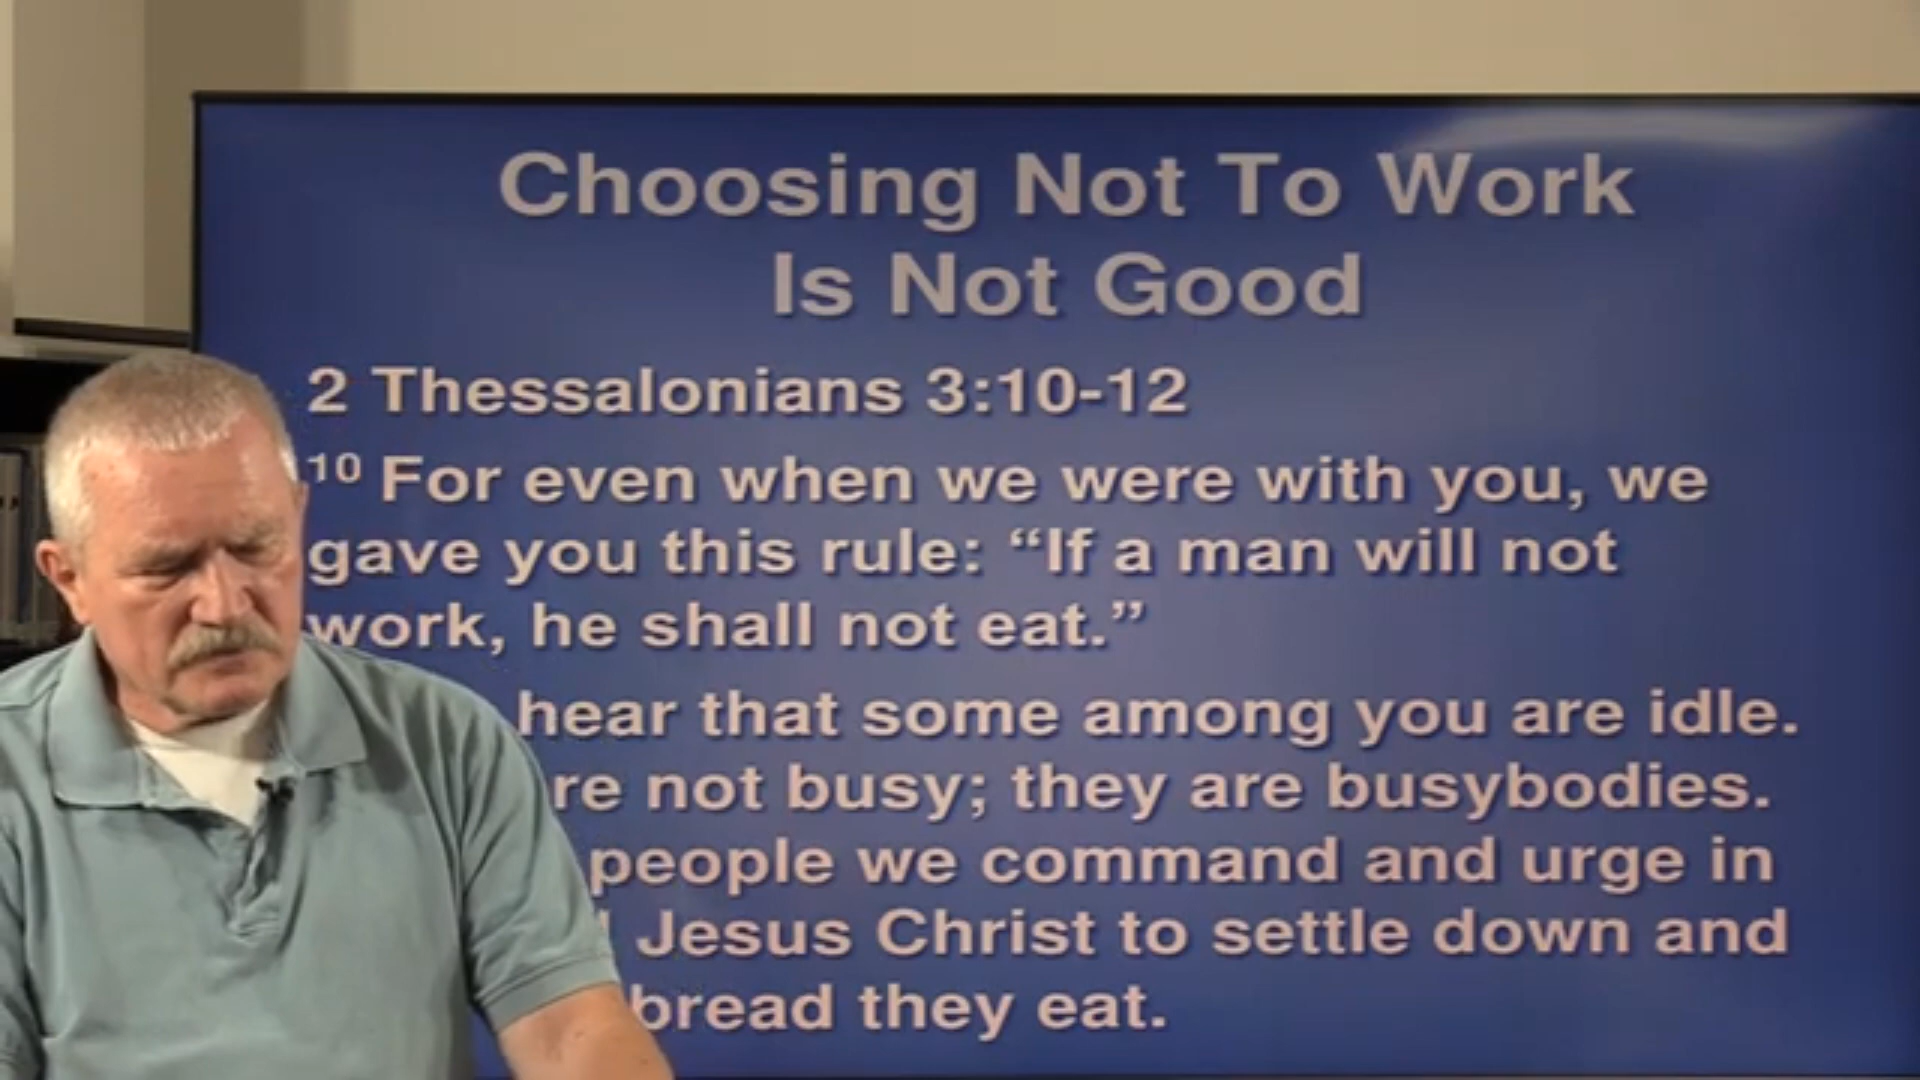 Choosing Not To Work
Is Not Good
2 Thessalonians 3:10-12
10 For even when we were with you, we
gave you this rule: “If a man will not
work, he shall not eat.”
hear that some among you are idle.
re not busy; they are busybodies.
people we command and urge in
Jesus Christ to settle down and
bread they eat.